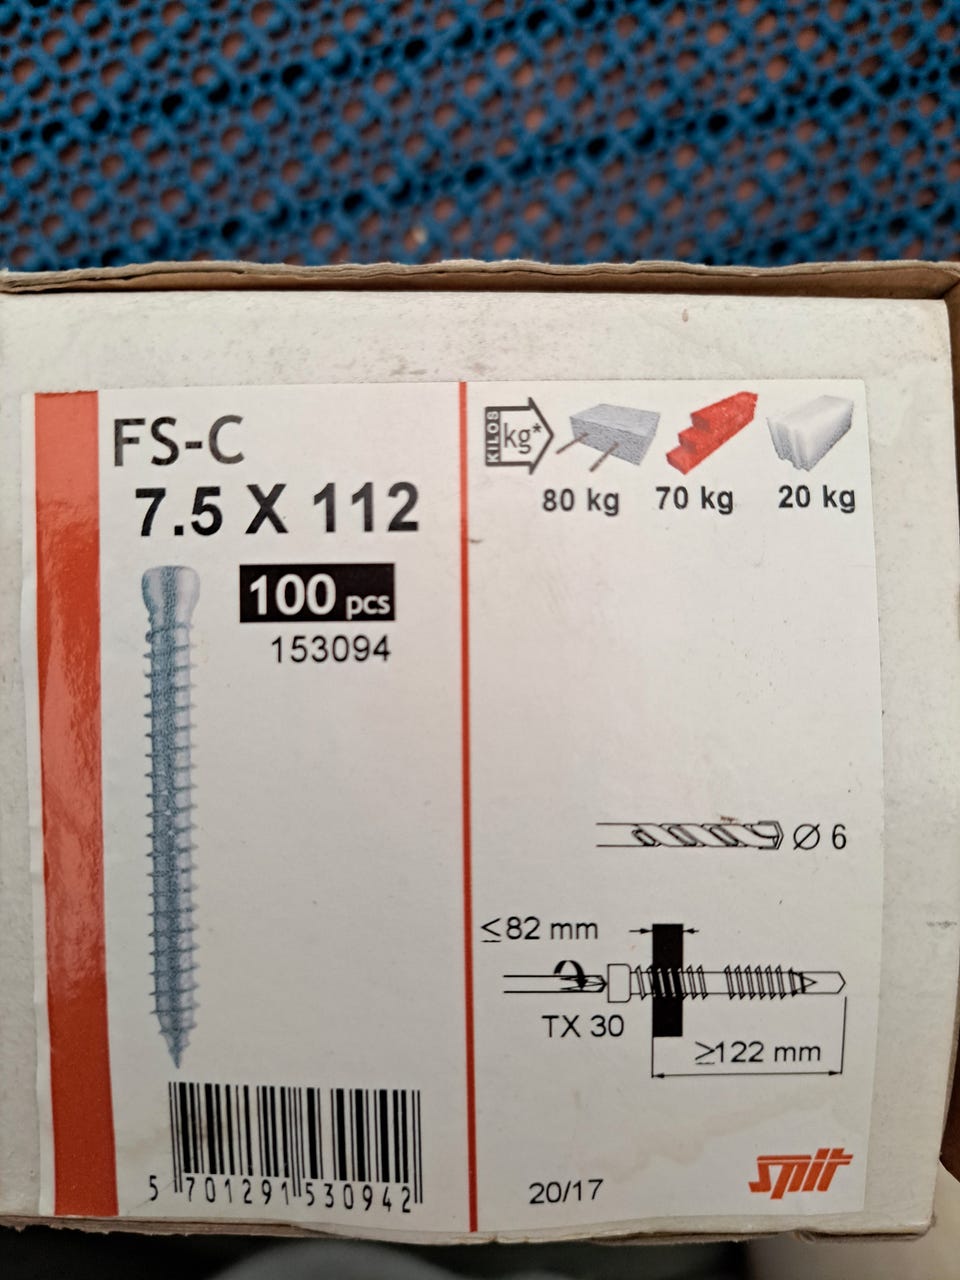 FS-C
7.5 X 112
100 pcs
153094
5 701291 530942
KILOS
kg*
80 kg 70 kg 20 kg
Ø 6
≤82 mm
TX 30
≥122 mm
20/17
spit